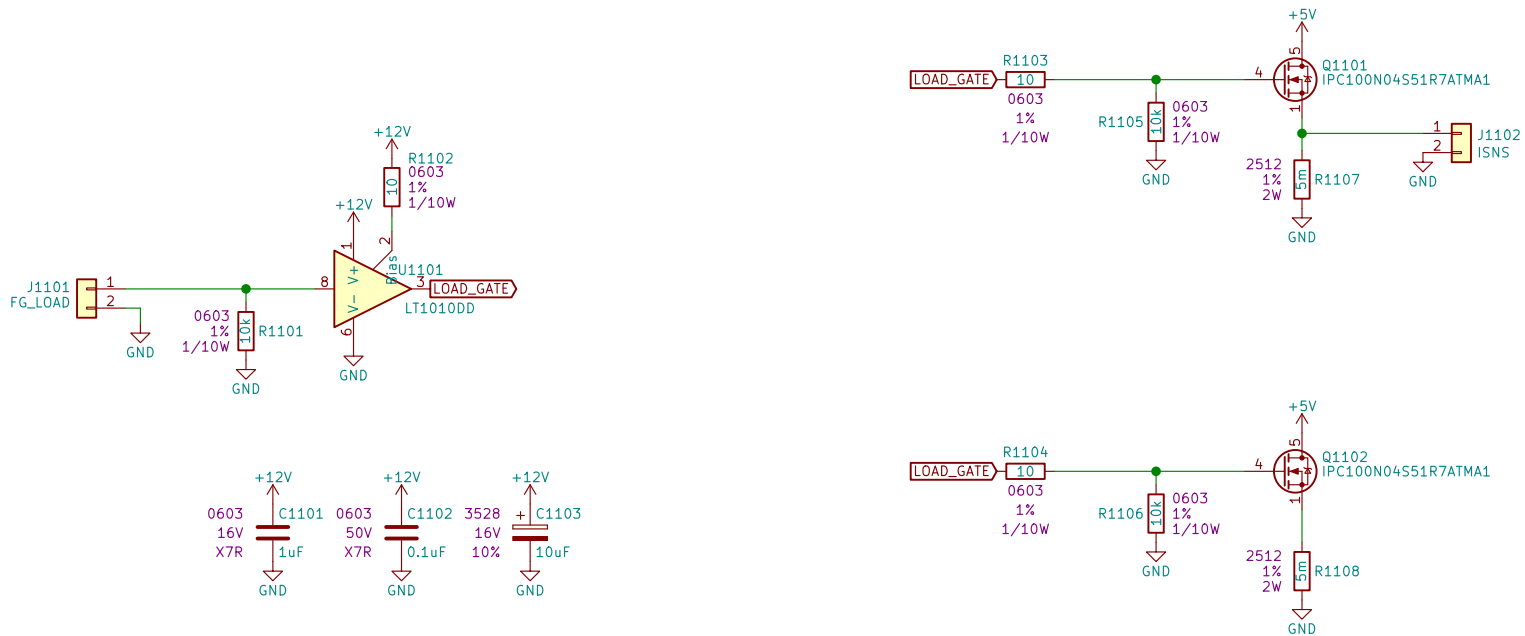 +12V
R1102
0603
1%
1/10W
10
+12V
1
2
V+
Bias
V-
U1101
LT1010DD
8
3
6
LOAD_GATE
GND
J1101
FG_LOAD
1
2
GND
0603
1%
1/10W
10k
R1101
GND
+12V
0603
16V
X7R
C1101
1uF
GND
+12V
0603
50V
X7R
C1102
0.1uF
GND
+12V
3528
16V
10%
+
C1103
10uF
GND
+5V
LOAD_GATE
R1103
10
0603
1%
1/10W
R1105
10k
0603
1%
1/10W
GND
4
5
1
Q1101
IPC100N04S51R7ATMA1
1
2
J1102
ISNS
GND
2512
1%
2W
5m
R1107
GND
+5V
LOAD_GATE
R1104
10
0603
1%
1/10W
R1106
10k
0603
1%
1/10W
GND
4
5
1
Q1102
IPC100N04S51R7ATMA1
2512
1%
2W
5m
R1108
GND